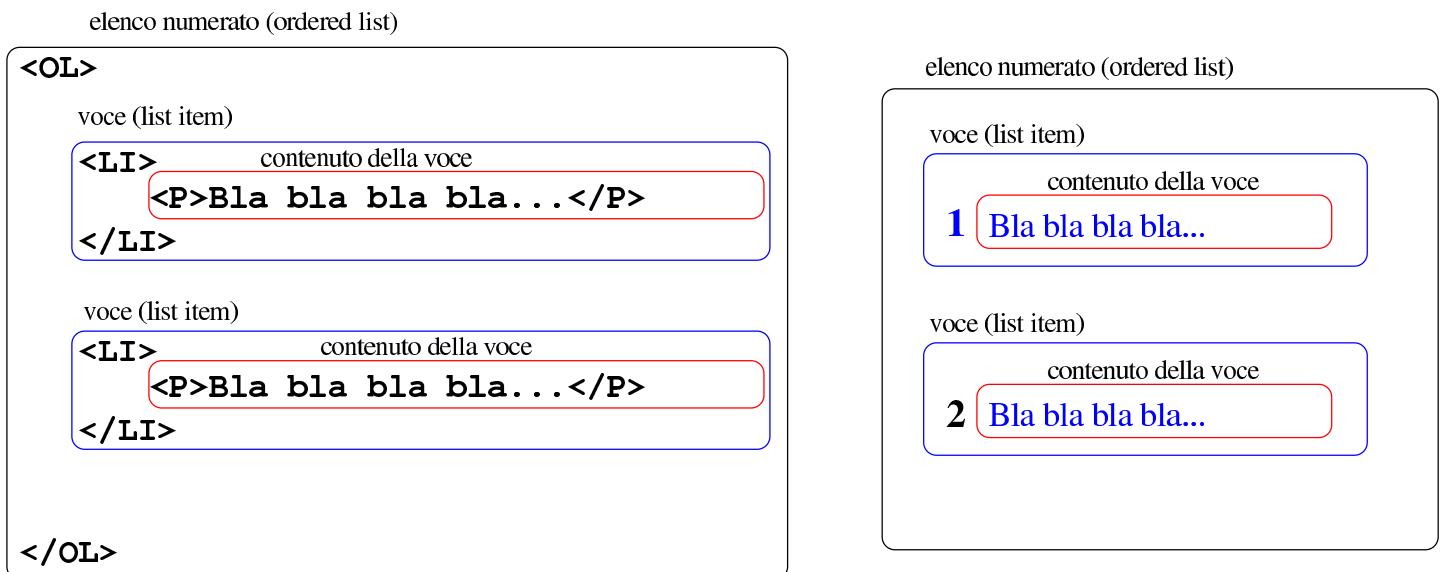 elenco numerato (ordered list)
<OL>
voce (list item)
<LI>
contenuto della voce
<P>Bla bla bla bla...</P>
</LI>
voce (list item)
<LI>
contenuto della voce
<P>Bla bla bla bla...</P>
</LI>
</OL>
elenco numerato (ordered list)
voce (list item)
contenuto della voce
1 Bla bla bla bla...
voce (list item)
contenuto della voce
2 Bla bla bla bla...